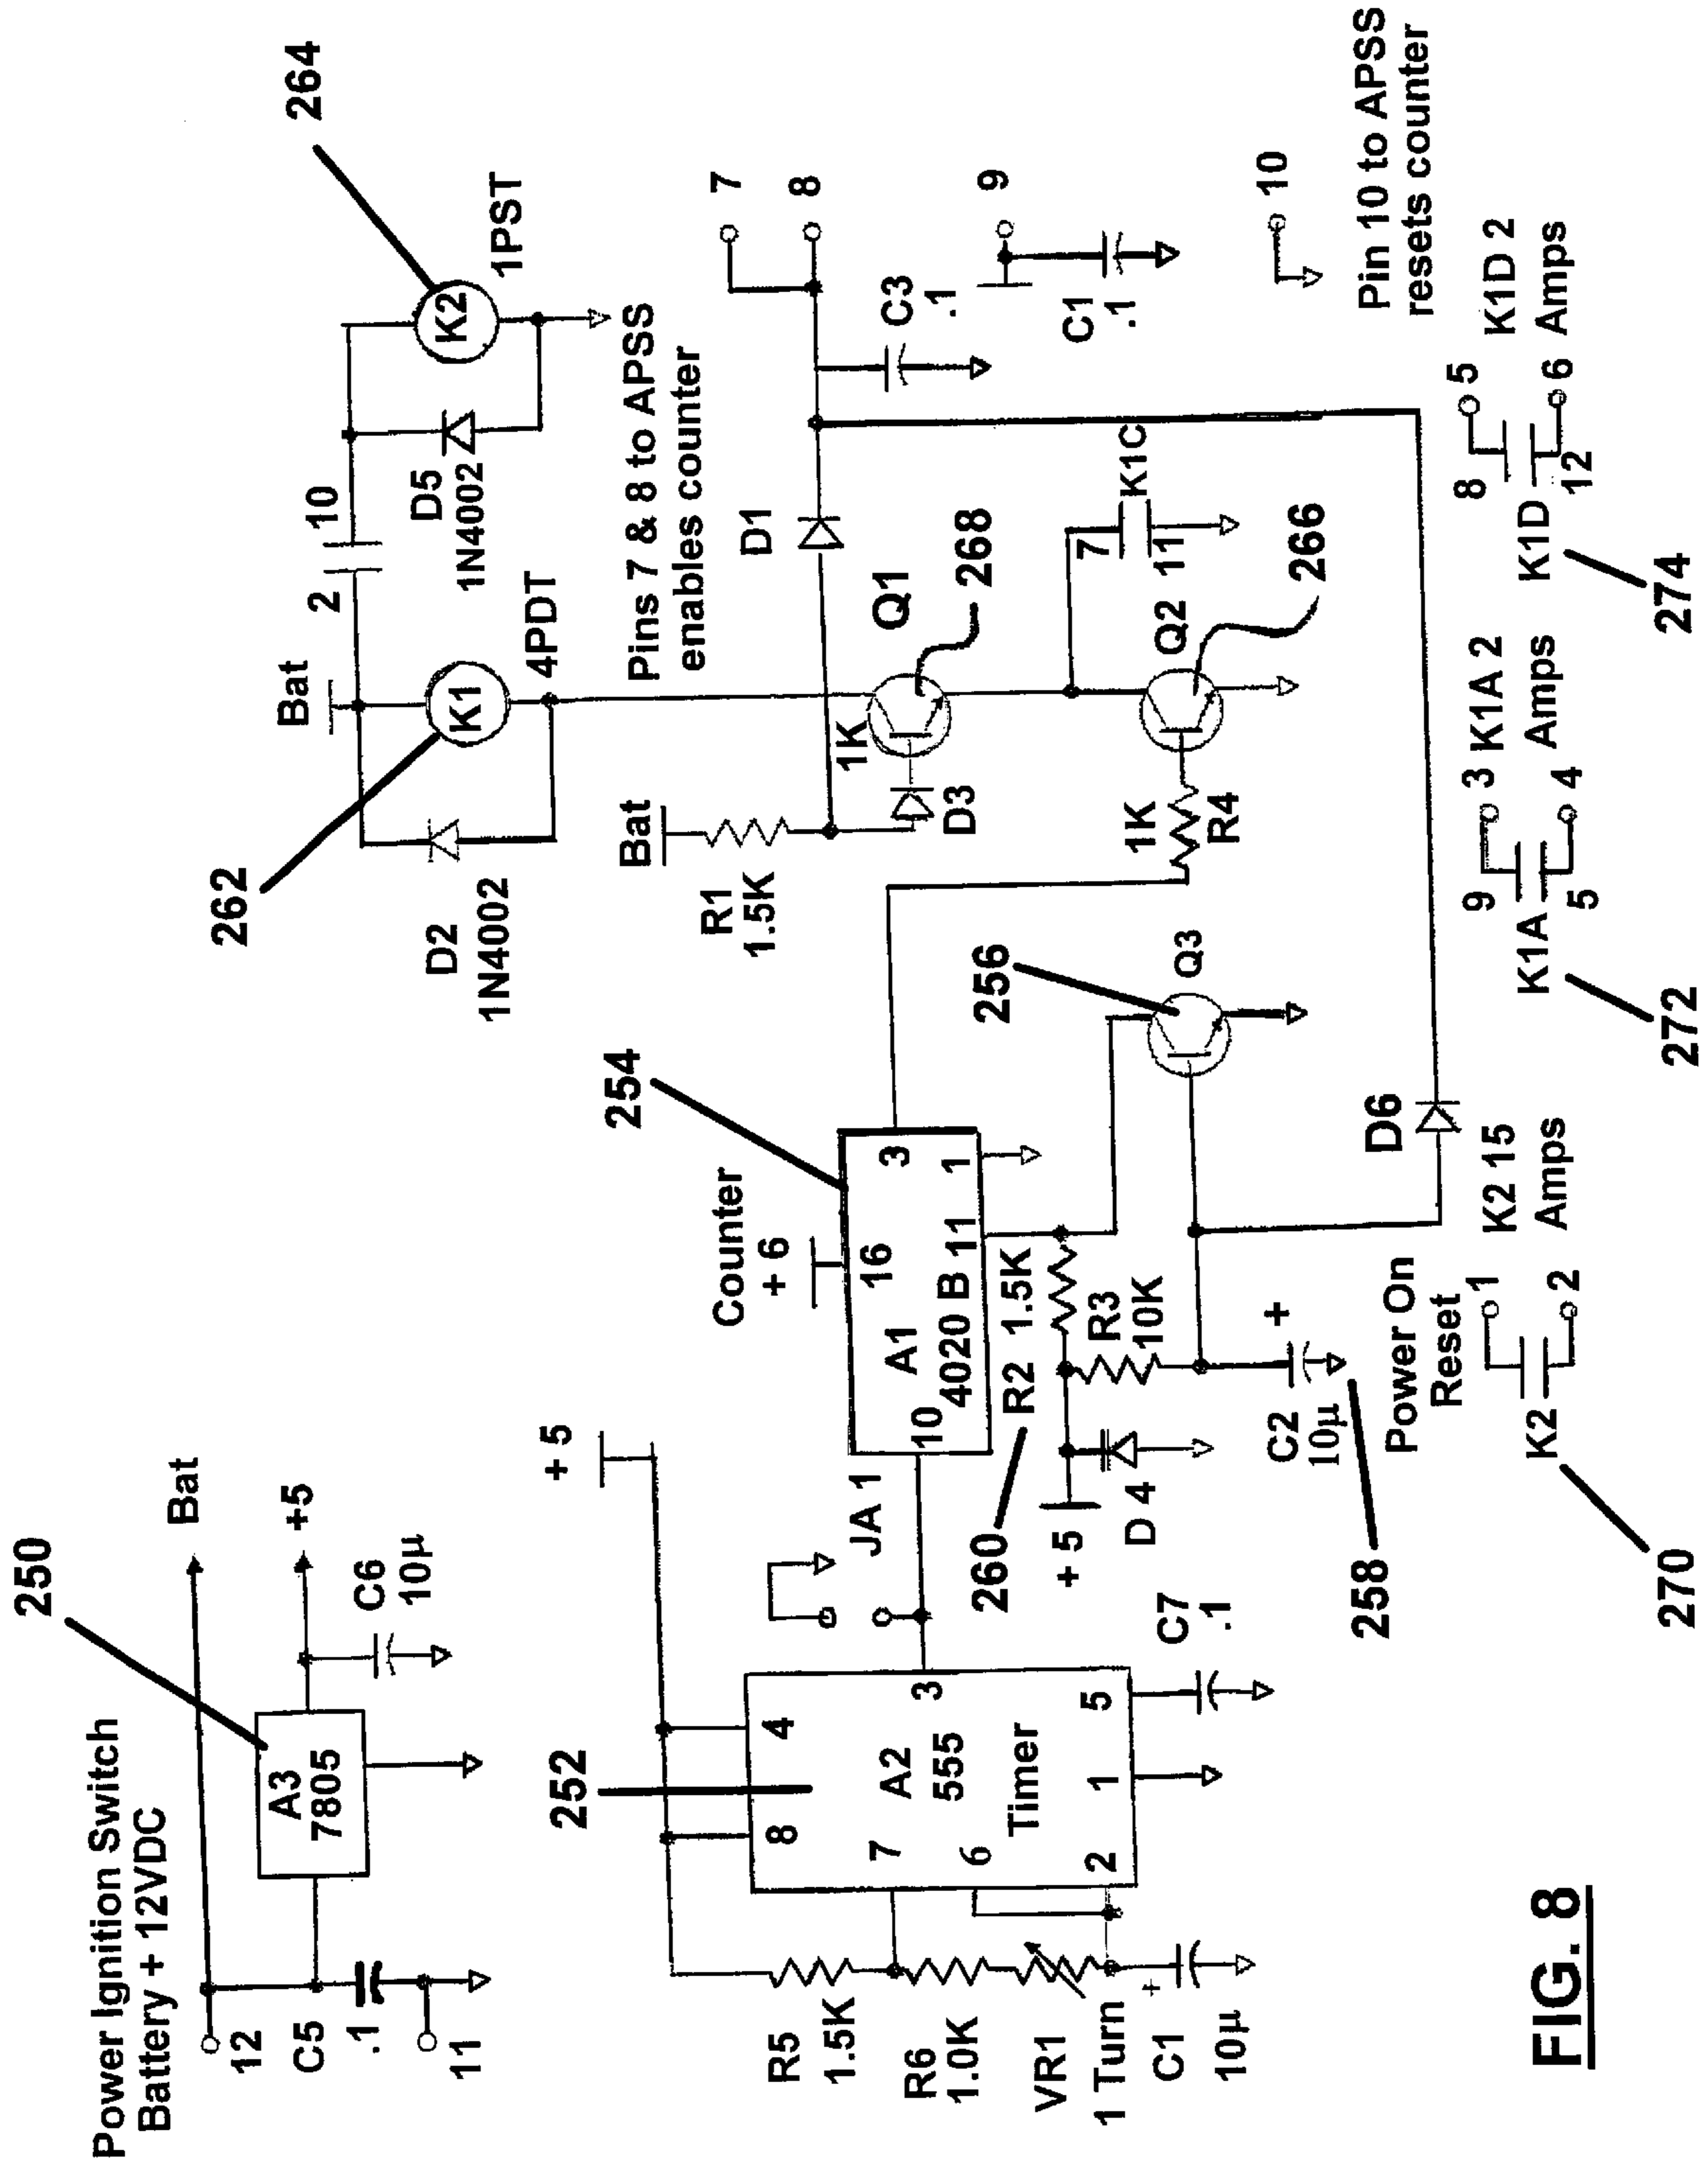 Power Ignition Switch
Battery + 12VDC
250
12
Bat
A3
7805
+5
C5
.1
11
C6
10µ
252
+ 5
8
4
7
A2
555
3
6
Timer
2
1
5
R5
1.5K
R6
1.0K
VR1
1 Turn
C1
10µ
+
C7
.1
JA 1
Counter
+ 6
254
16
3
A1
10
4020 B
11
1
260
R2 1.5K
R3
10K
+ 5
D 4
C2
10µ
+
258
Power On
Reset
256
Q3
D6
262
D2
1N4002
Bat
K1
4PDT
2
10
D5
1N4002
K2
1PST
264
Pins 7 & 8 to APSS
enables counter
Bat
R1
1.5K
D1
1K
D3
Q1
268
7
8
C3
.1
9
C1
.1
10
Pin 10 to APSS
resets counter
1K
R4
Q2
266
7
11
K1C
K2
1
2
K2 15
Amps
270
9
3
K1A
5
4
K1A 2
Amps
272
8
5
K1D
12
6
K1D 2
Amps
274
FIG. 8